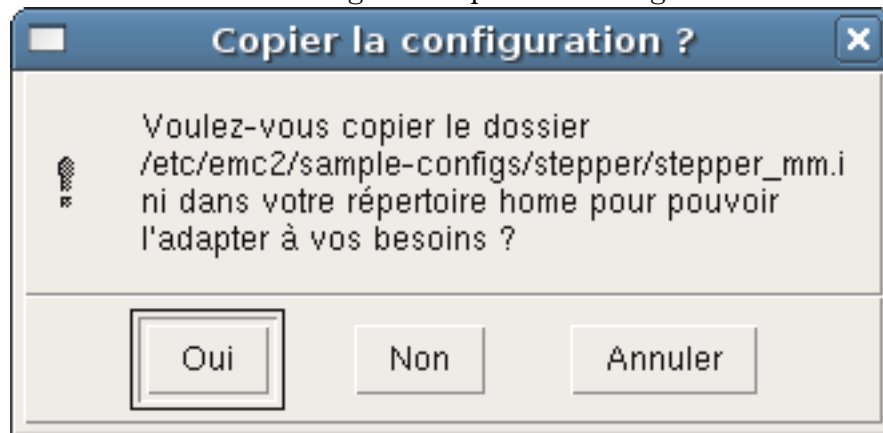 Copier la configuration ?
Voulez-vous copier le dossier
/etc/emc2/sample-configs/stepper/stepper_mm.i
ni dans votre répertoire home pour pouvoir
l'adapter à vos besoins ?
Oui Non Annuler